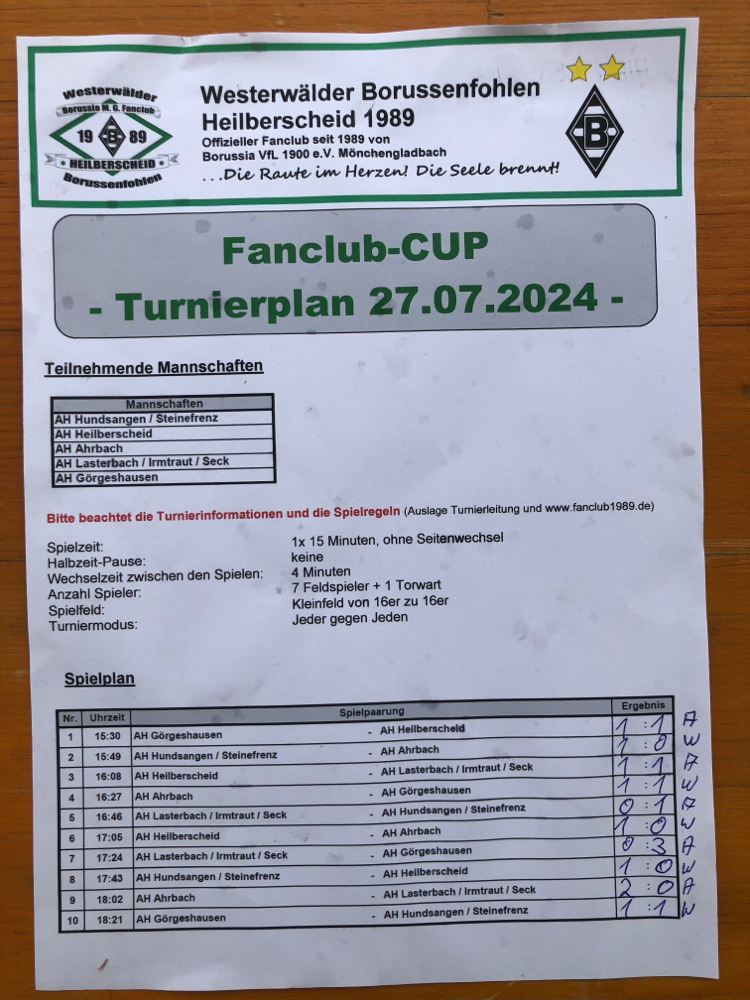 Westerwälder
Borussia M. G. Fanclub
19 B 89
HEILBERSCHEID
Borussenfohlen
Westerwälder Borussenfohlen
Heilberscheid 1989
Offizieller Fanclub seit 1989 von
Borussia VfL 1900 e.V. Mönchengladbach
...Die Raute im Herzen! Die Seele brennt!
B
Fanclub-CUP
- Turnierplan 27.07.2024 -
Teilnehmende Mannschaften
Mannschaften
AH Hundsangen / Steinefrenz
AH Heilberscheid
AH Ahrbach
AH Lasterbach / Irmtraut / Seck
AH Görgeshausen
Bitte beachtet die Turnierinformationen und die Spielregeln (Auslage Turnierleitung und www.fanclub1989.de)
Spielzeit: 1x 15 Minuten, ohne Seitenwechsel
Halbzeit-Pause: keine
Wechselzeit zwischen den Spielen: 4 Minuten
Anzahl Spieler: 7 Feldspieler + 1 Torwart
Spielfeld: Kleinfeld von 16er zu 16er
Turniermodus: Jeder gegen Jeden
Spielplan
Nr. Uhrzeit Spielpaarung Ergebnis
1 15:30 AH Görgeshausen - AH Heilberscheid 1 : 1 A
2 15:49 AH Hundsangen / Steinefrenz - AH Ahrbach 1 : 0 W
3 16:08 AH Heilberscheid - AH Lasterbach / Irmtraut / Seck 1 : 1 A
4 16:27 AH Ahrbach - AH Görgeshausen 1 : 1 W
5 16:46 AH Lasterbach / Irmtraut / Seck - AH Hundsangen / Steinefrenz 0 : 1 A
6 17:05 AH Heilberscheid - AH Ahrbach 1 : 0 W
7 17:24 AH Lasterbach / Irmtraut / Seck - AH Görgeshausen 0 : 3 A
8 17:43 AH Hundsangen / Steinefrenz - AH Heilberscheid 1 : 0 W
9 18:02 AH Ahrbach - AH Lasterbach / Irmtraut / Seck 2 : 0 A
10 18:21 AH Görgeshausen - AH Hundsangen / Steinefrenz 1 : 1 W